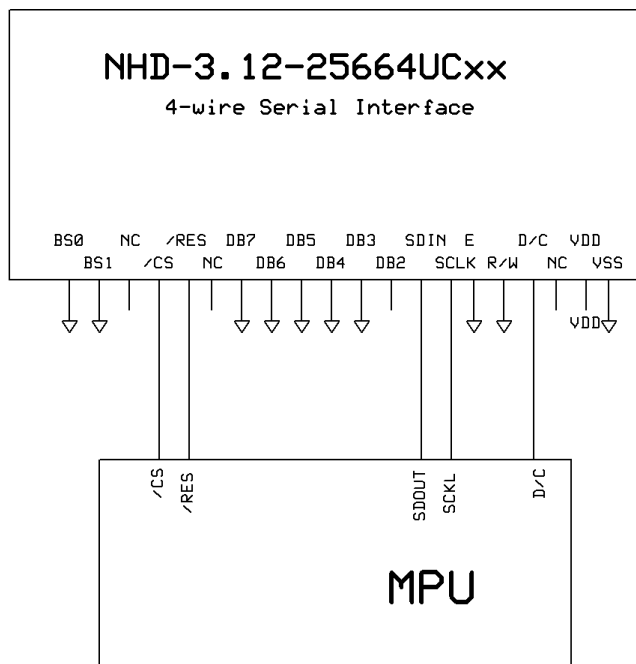 NHD-3.12-25664UCxx
4-wire Serial Interface
BS0 NC /RES DB7 DB5 DB3 SDIN E D/C VDD
BS1 /CS NC DB6 DB4 DB2 SCLK R/W NC VSS
VDD
/CS
/RES
SDOUT
SCKL
D/C
MPU